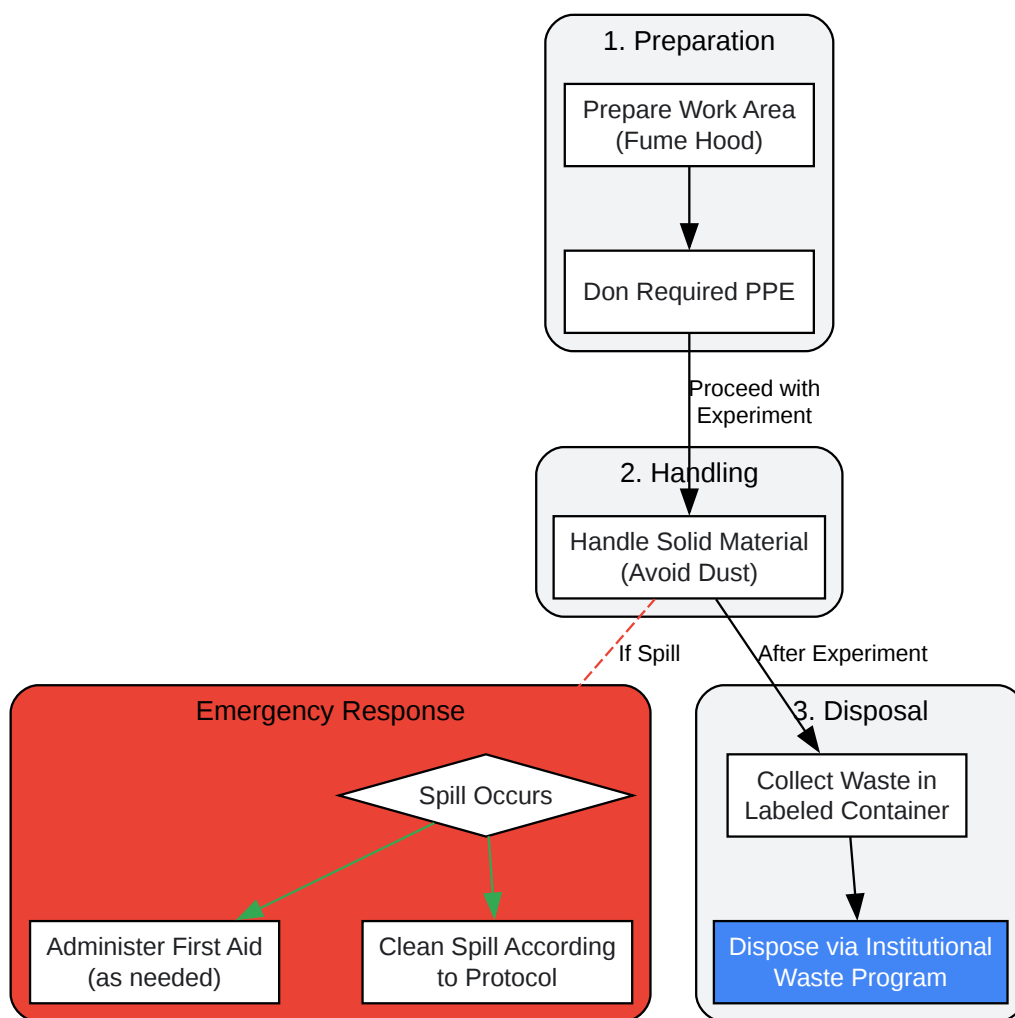 1. Preparation
Prepare Work Area
(Fume Hood)
Don Required PPE
Proceed with
Experiment
2. Handling
Handle Solid Material
(Avoid Dust)
If Spill
After Experiment
Emergency Response
Spill Occurs
Administer First Aid
(as needed)
Clean Spill According
to Protocol
3. Disposal
Collect Waste in
Labeled Container
Dispose via Institutional
Waste Program